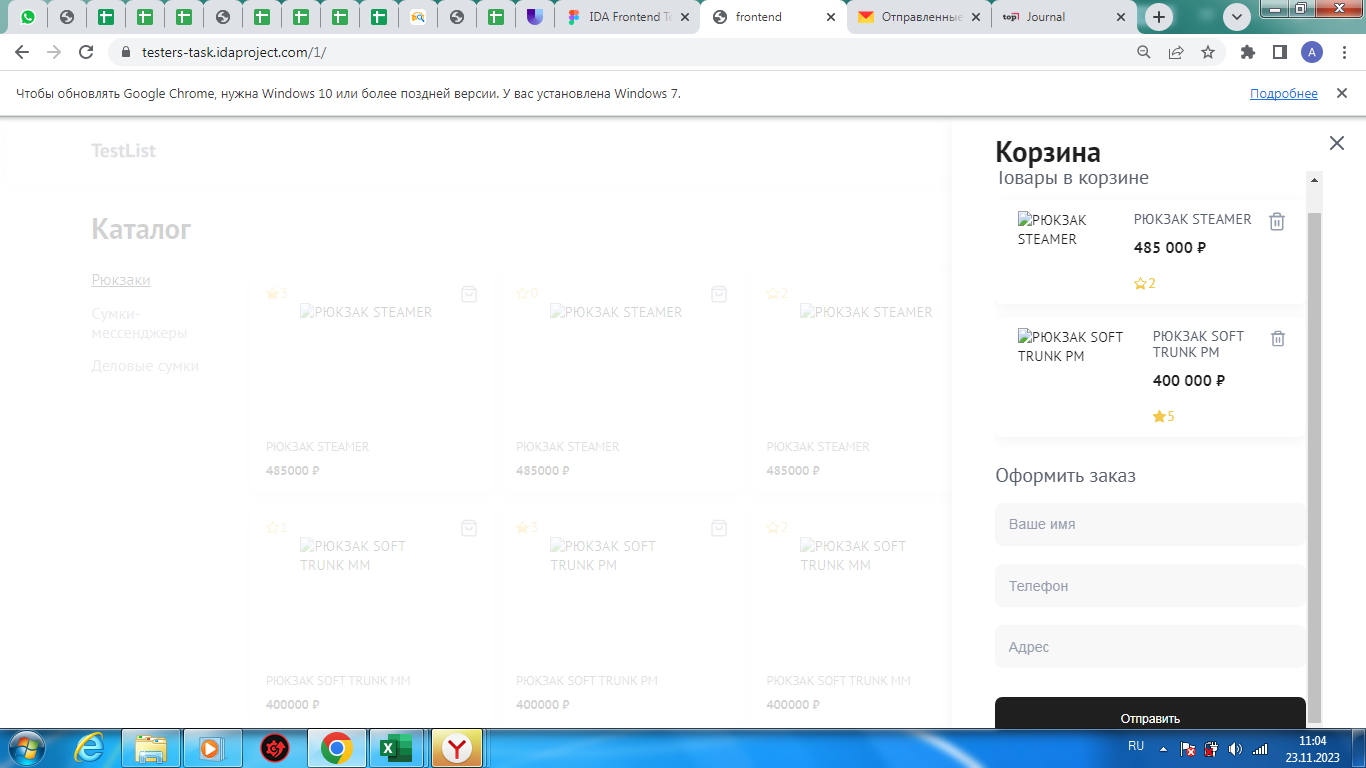 IDA Frontend Te
frontend
Отправленные
top1 Journal
testers-task.idaproject.com/1/
A
Чтобы обновлять Google Chrome, нужна Windows 10 или более поздней версии. У вас установлена Windows 7.
Подробнее
TestList
Каталог
Рюкзаки
Сумки-
мессенджеры
Деловые сумки
3
РЮКЗАК STEAMER
РЮКЗАК STEAMER
485000 ₽
0
РЮКЗАК STEAMER
РЮКЗАК STEAMER
485000 ₽
2
РЮКЗАК STEAMER
РЮКЗАК STEAMER
485000 ₽
1
РЮКЗАК SOFT
TRUNK MM
РЮКЗАК SOFT TRUNK MM
400000 ₽
3
РЮКЗАК SOFT
TRUNK PM
РЮКЗАК SOFT TRUNK PM
400000 ₽
2
РЮКЗАК SOFT
TRUNK MM
РЮКЗАК SOFT TRUNK MM
400000 ₽
Корзина
Товары в корзине
РЮКЗАК
STEAMER
РЮКЗАК STEAMER
485 000 ₽
2
РЮКЗАК SOFT
TRUNK PM
РЮКЗАК SOFT
TRUNK PM
400 000 ₽
5
Оформить заказ
Ваше имя
Телефон
Адрес
Отправить
RU
11:04
23.11.2023